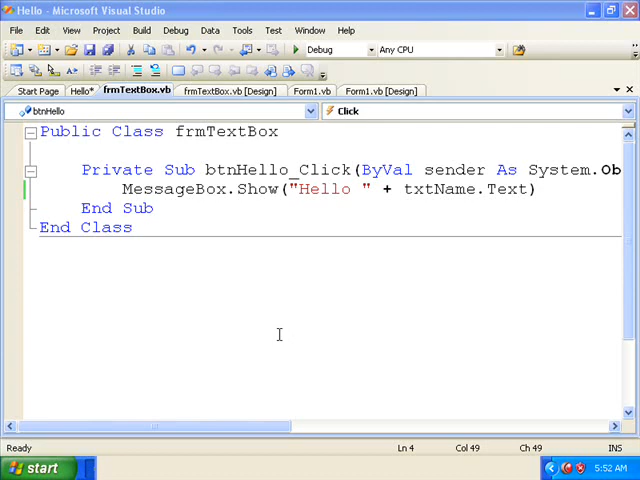 Hello - Microsoft Visual Studio
File Edit View Project Build Debug Data Tools Test Window Help
Debug Any CPU
Start Page Hello* frmTextBox.vb frmTextBox.vb [Design] Form1.vb Form1.vb [Design]
btnHello Click
Public Class frmTextBox
Private Sub btnHello_Click(ByVal sender As System.Ob
MessageBox.Show("Hello " + txtName.Text)
End Sub
End Class
Ready Ln 4 Col 49 Ch 49 INS
start 5:52 AM